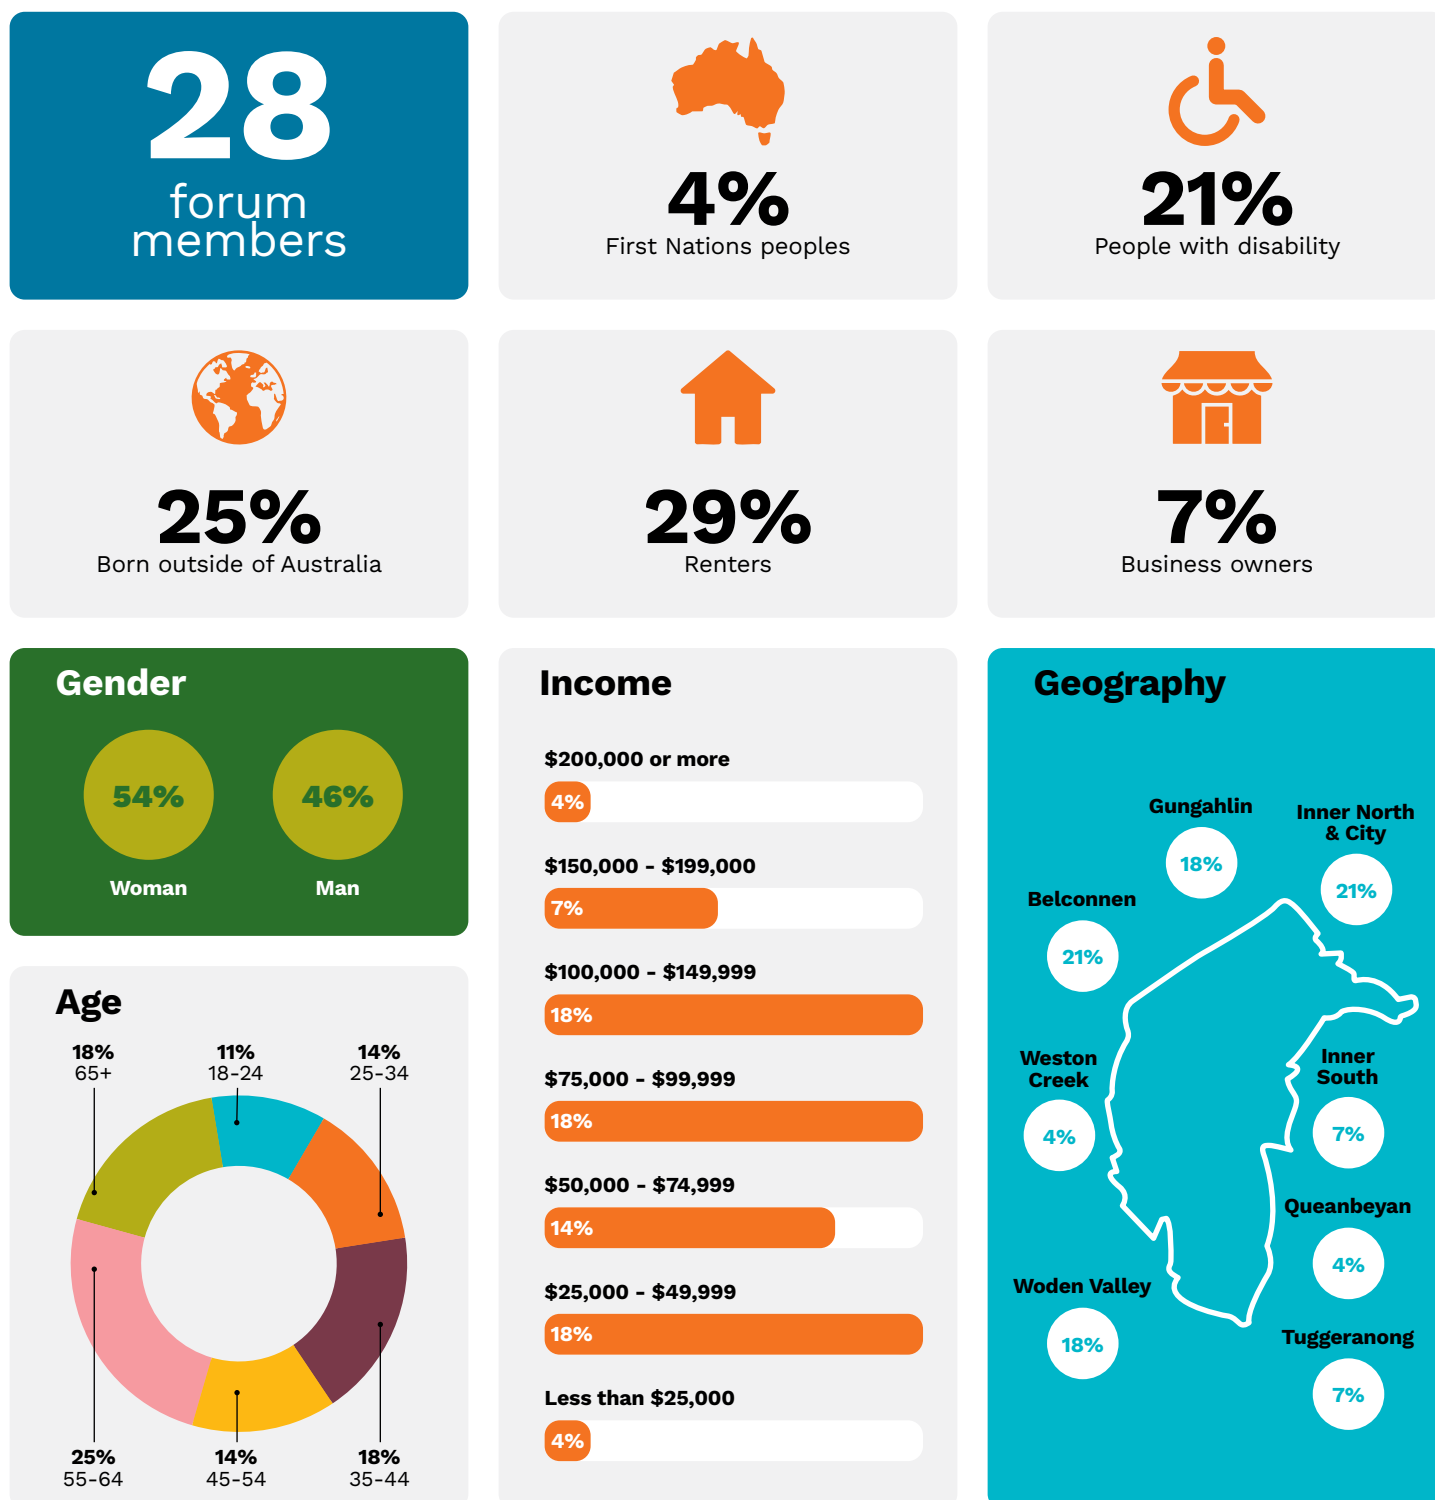 28
forum
members
4%
First Nations peoples
21%
People with disability
25%
Born outside of Australia
29%
Renters
7%
Business owners
Gender
54%
46%
Woman
Man
Age
18%
65+
11%
18-24
14%
25-34
25%
55-64
14%
45-54
18%
35-44
Income
$200,000 or more
4%
$150,000 - $199,000
7%
$100,000 - $149,999
18%
$75,000 - $99,999
18%
$50,000 - $74,999
14%
$25,000 - $49,999
18%
Less than $25,000
4%
Geography
Gungahlin
18%
Inner North
& City
21%
Belconnen
21%
Weston
Creek
4%
Inner
South
7%
Queanbeyan
4%
Woden Valley
18%
Tuggeranong
7%